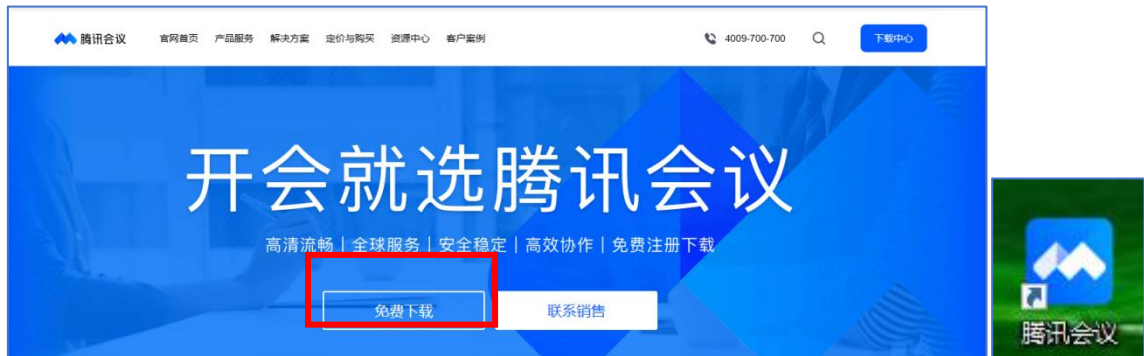 腾讯会议 官网首页 产品服务 解决方案 定价与购买 资源中心 客户案例 4009-700-700 下载中心
开会就选腾讯会议
高清流畅 | 全球服务 | 安全稳定 | 高效协作 | 免费注册下载
免费下载 联系销售
腾讯会议